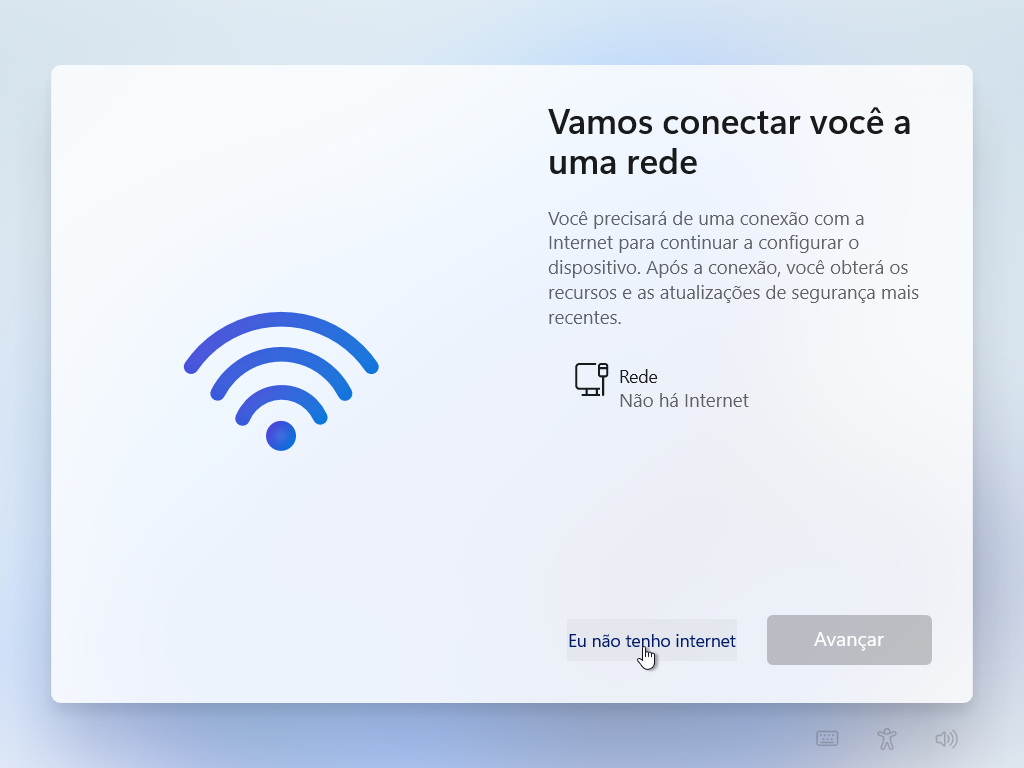 Vamos conectar você a
uma rede
Você precisará de uma conexão com a
Internet para continuar a configurar o
dispositivo. Após a conexão, você obterá os
recursos e as atualizações de segurança mais
recentes.
Rede
Não há Internet
Eu não tenho internet
Avançar